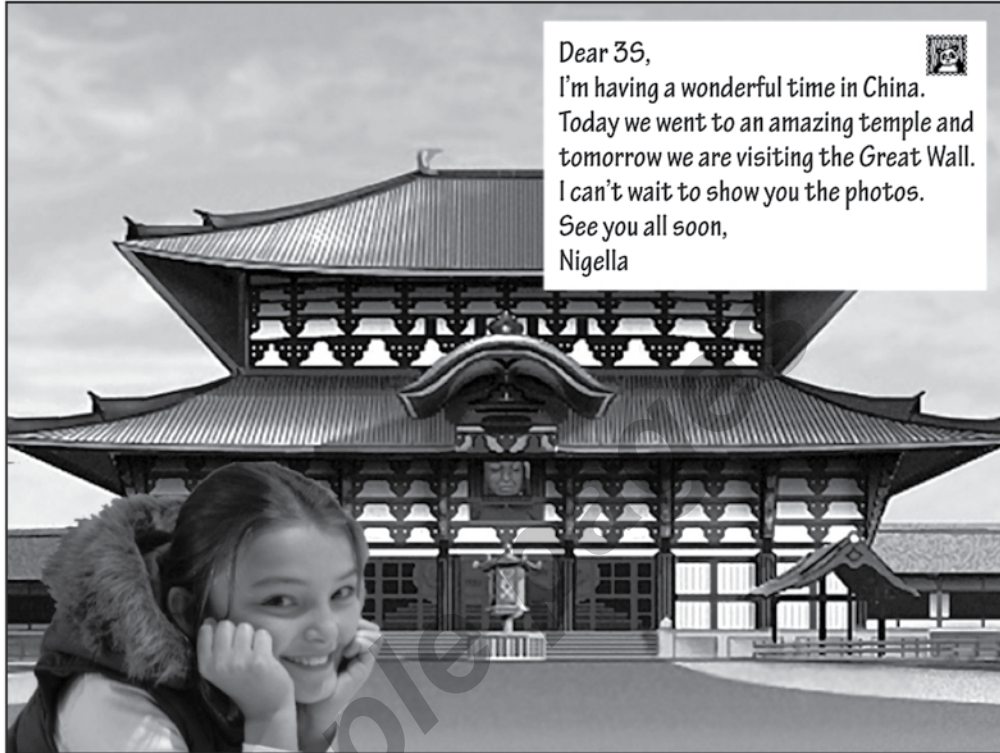 Dear 3S,
I'm having a wonderful time in China.
Today we went to an amazing temple and
tomorrow we are visiting the Great Wall.
I can't wait to show you the photos.
See you all soon,
Nigella